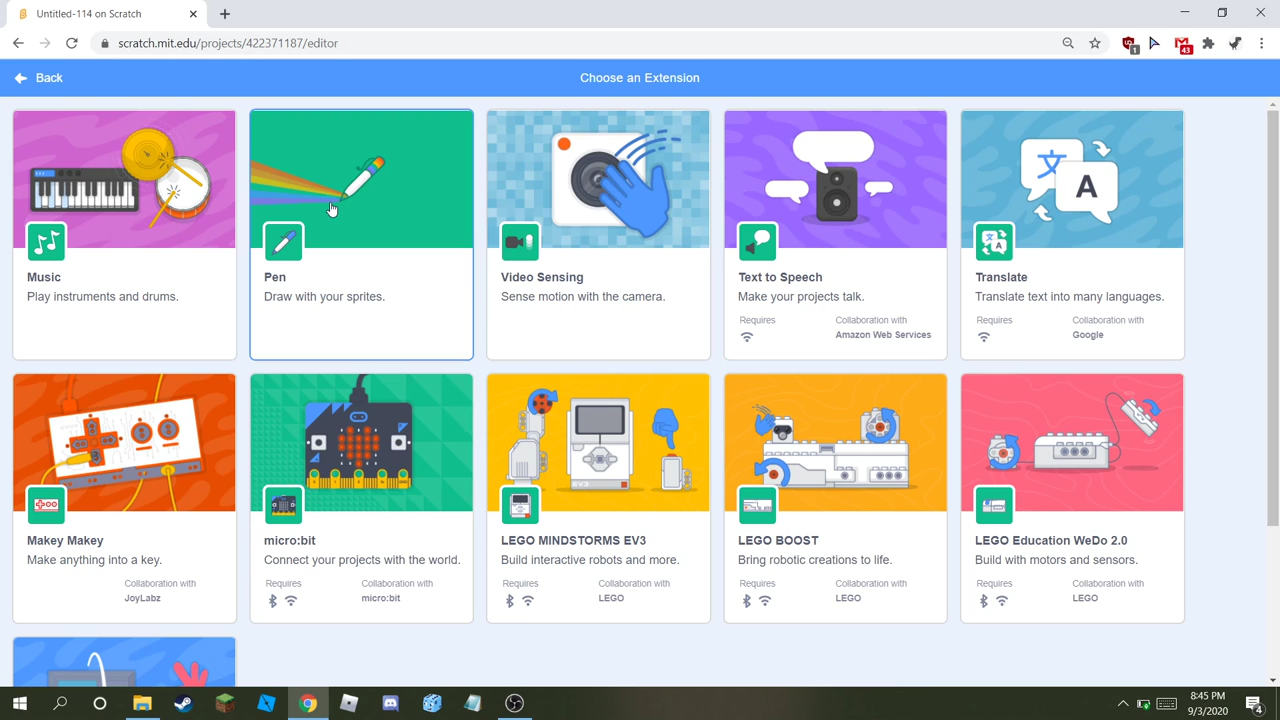 Untitled-114 on Scratch
scratch.mit.edu/projects/422371187/editor
1
43
Back
Choose an Extension
文
A
文
A
Music
Play instruments and drums.
Pen
Draw with your sprites.
Video Sensing
Sense motion with the camera.
Text to Speech
Make your projects talk.
Requires
Collaboration with
Amazon Web Services
Translate
Translate text into many languages.
Requires
Collaboration with
Google
Makey Makey
Make anything into a key.
Collaboration with
JoyLabz
micro:bit
Connect your projects with the world.
Requires
Collaboration with
micro:bit
LEGO MINDSTORMS EV3
Build interactive robots and more.
Requires
Collaboration with
LEGO
LEGO BOOST
Bring robotic creations to life.
Requires
Collaboration with
LEGO
LEGO Education WeDo 2.0
Build with motors and sensors.
Requires
Collaboration with
LEGO
8:45 PM
9/3/2020
4